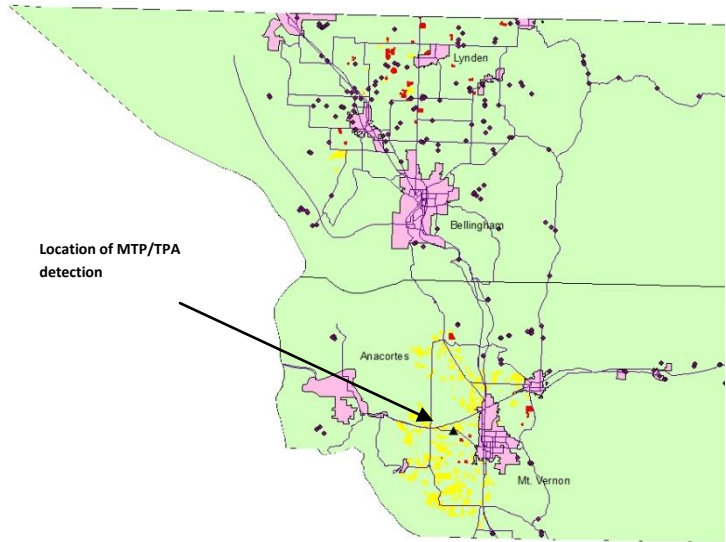 Lynden
Bellingham
Location of MTP/TPA
detection
Anacortes
Mt. Vernon